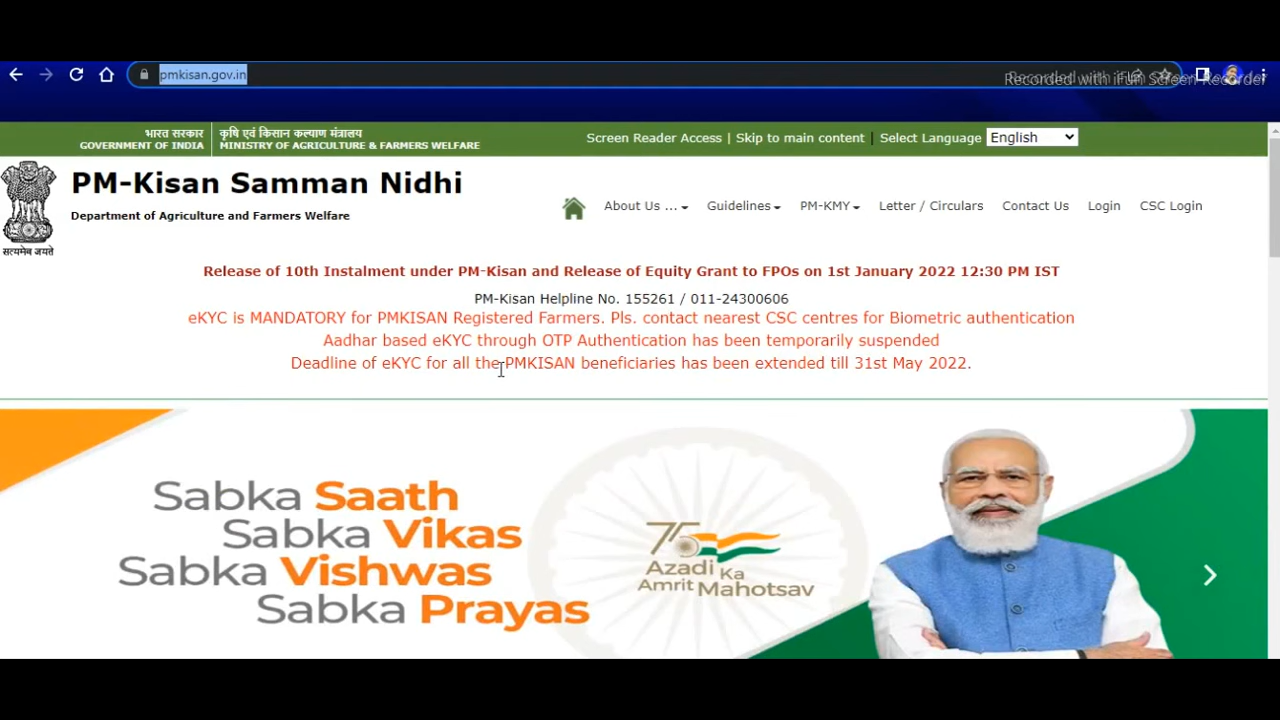 pmkisan.gov.in
Recorded with iFun Screen Recorder
भारत सरकार
GOVERNMENT OF INDIA
कृषि एवं किसान कल्याण मंत्रालय
MINISTRY OF AGRICULTURE & FARMERS WELFARE
Screen Reader Access | Skip to main content | Select Language English
सत्यमेव जयते
PM-Kisan Samman Nidhi
Department of Agriculture and Farmers Welfare
About Us ... Guidelines PM-KMY Letter / Circulars Contact Us Login CSC Login
Release of 10th Instalment under PM-Kisan and Release of Equity Grant to FPOs on 1st January 2022 12:30 PM IST
PM-Kisan Helpline No. 155261 / 011-24300606
eKYC is MANDATORY for PMKISAN Registered Farmers. Pls. contact nearest CSC centres for Biometric authentication
Aadhar based eKYC through OTP Authentication has been temporarily suspended
Deadline of eKYC for all the PMKISAN beneficiaries has been extended till 31st May 2022.
Sabka Saath
Sabka Vikas
Sabka Vishwas
Sabka Prayas
75
Azadi Ka
Amrit Mahotsav